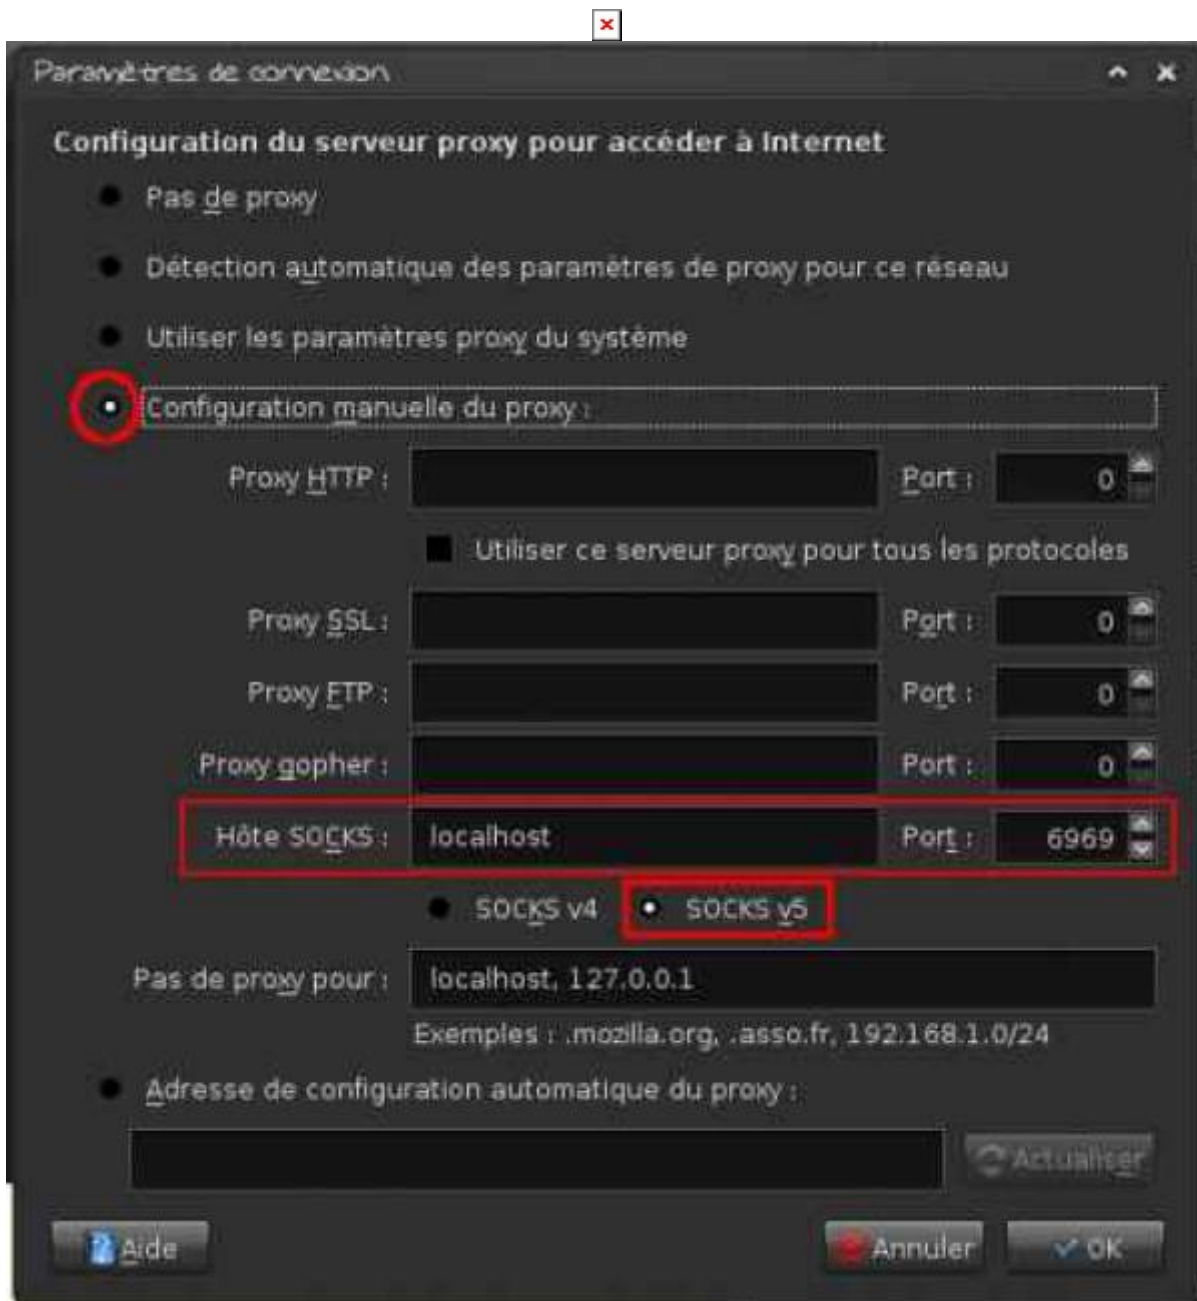 Paramètres de connexion
Configuration du serveur proxy pour accéder à Internet
Pas de proxy
Détection automatique des paramètres de proxy pour ce réseau
Utiliser les paramètres proxy du système
Configuration manuelle du proxy :
Proxy HTTP : Port : 0
Utiliser ce serveur proxy pour tous les protocoles
Proxy SSL : Port : 0
Proxy FTP : Port : 0
Proxy gopher : Port : 0
Hôte SOCKS : localhost Port : 6969
SOCKS v4 SOCKS v5
Pas de proxy pour : localhost, 127.0.0.1
Exemples : .mozilla.org, .asso.fr, 192.168.1.0/24
Adresse de configuration automatique du proxy :
Actualiser
Aide Annuler OK